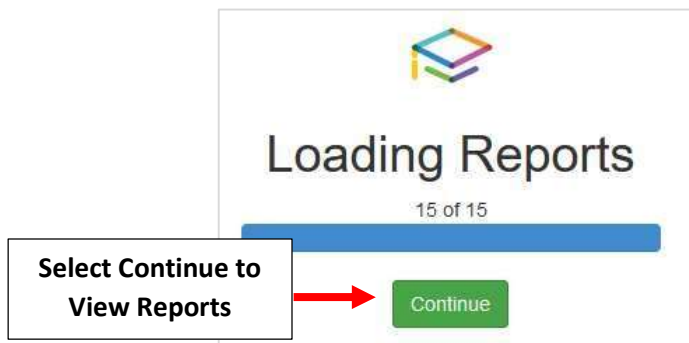 Loading Reports
15 of 15
Select Continue to
View Reports
Continue